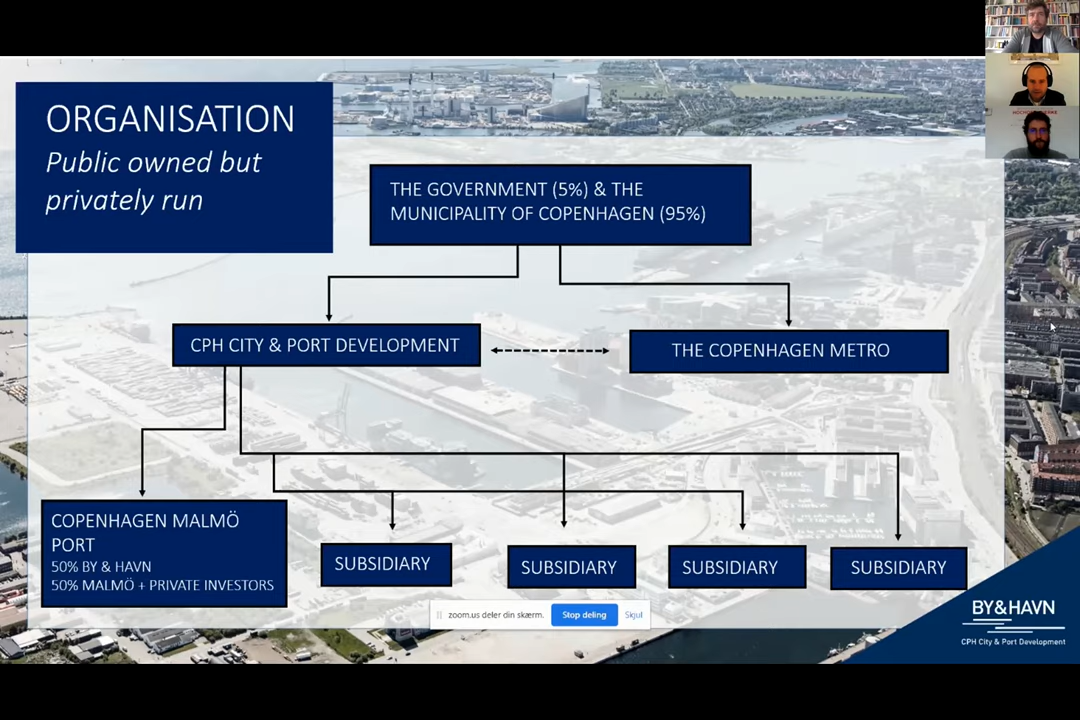 ORGANISATION
Public owned but
privately run
THE GOVERNMENT (5%) & THE
MUNICIPALITY OF COPENHAGEN (95%)
CPH CITY & PORT DEVELOPMENT
THE COPENHAGEN METRO
COPENHAGEN MALMÖ
PORT
50% BY & HAVN
50% MALMÖ + PRIVATE INVESTORS
SUBSIDIARY
SUBSIDIARY
SUBSIDIARY
SUBSIDIARY
zoom.us deler din skærm.
Stop deling
Skjul
BY&HAVN
CPH City & Port Development